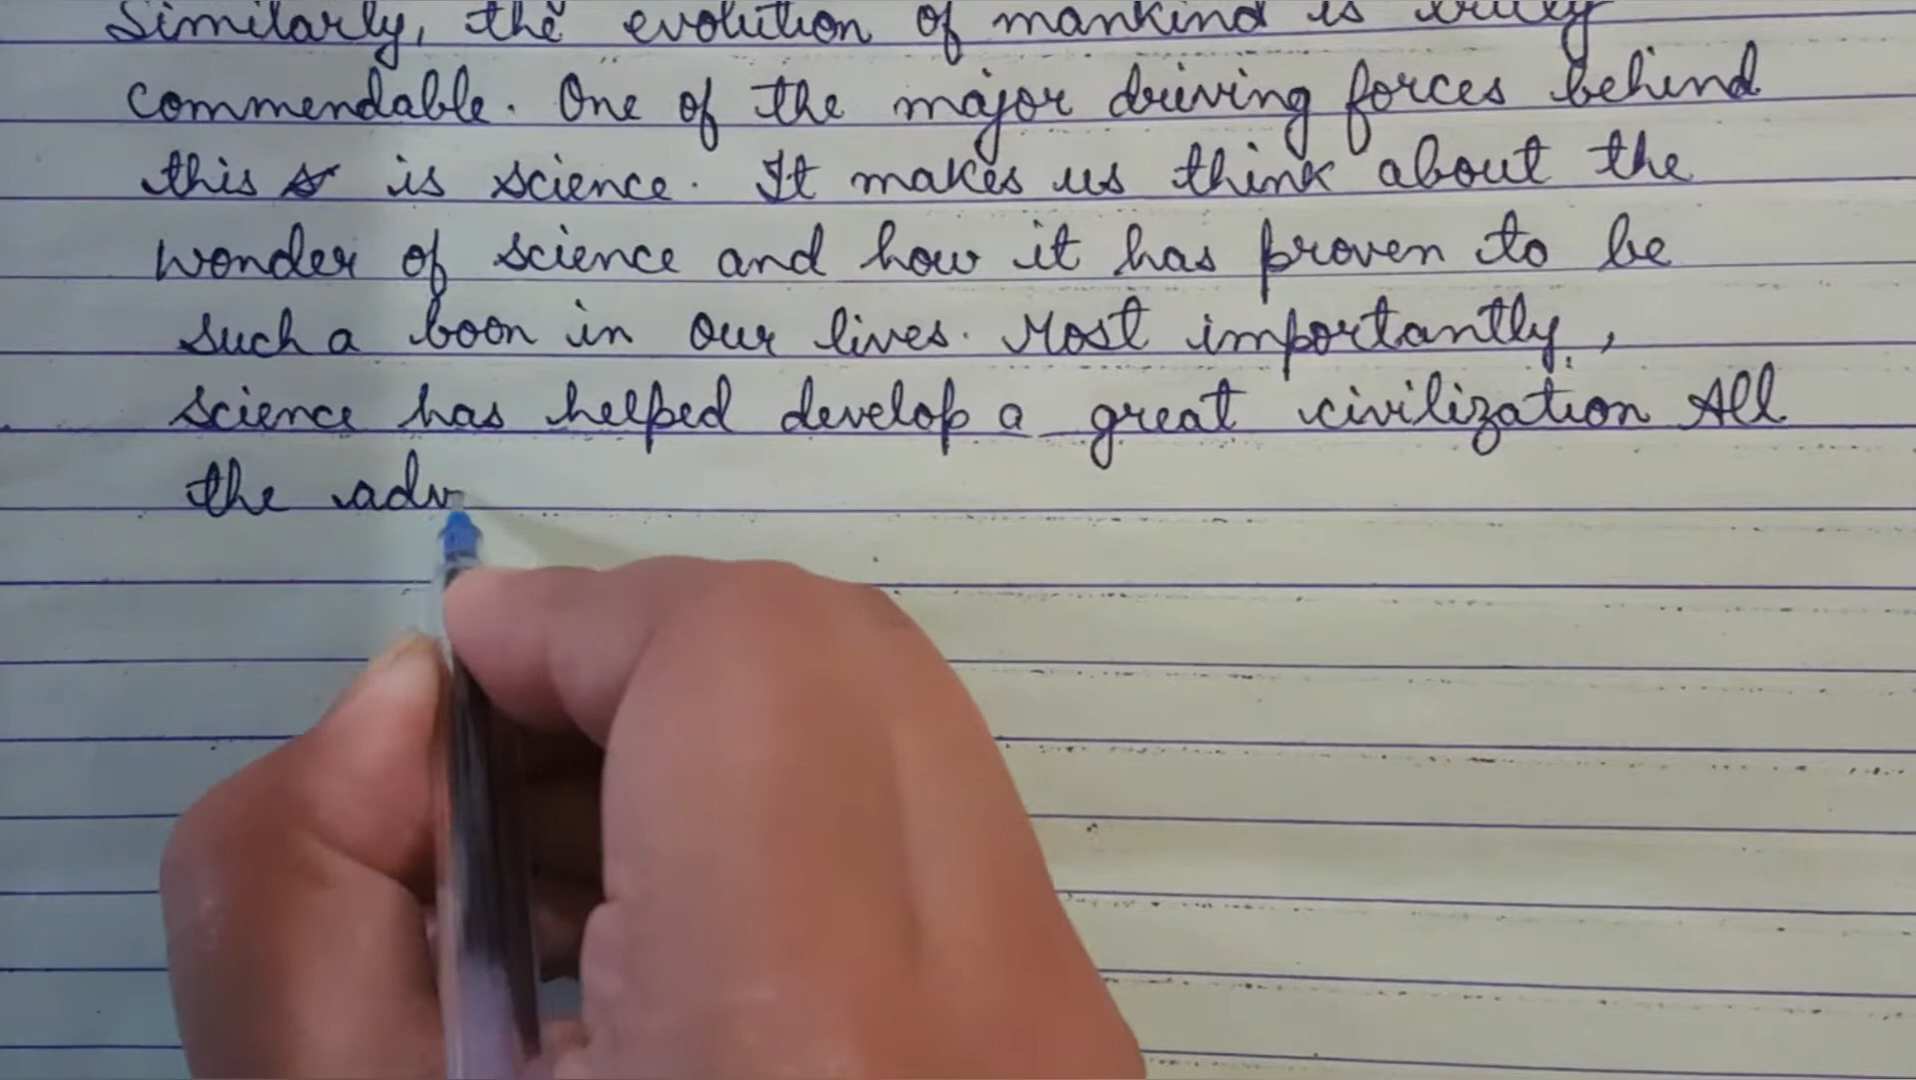 Similarly, the evolution of mankind is truly
commendable. One of the major driving forces behind
this is science. It makes us think about the
wonder of science and how it has proven to be
such a boon in our lives. Most importantly,
science has helped develop a great civilization All
the adv